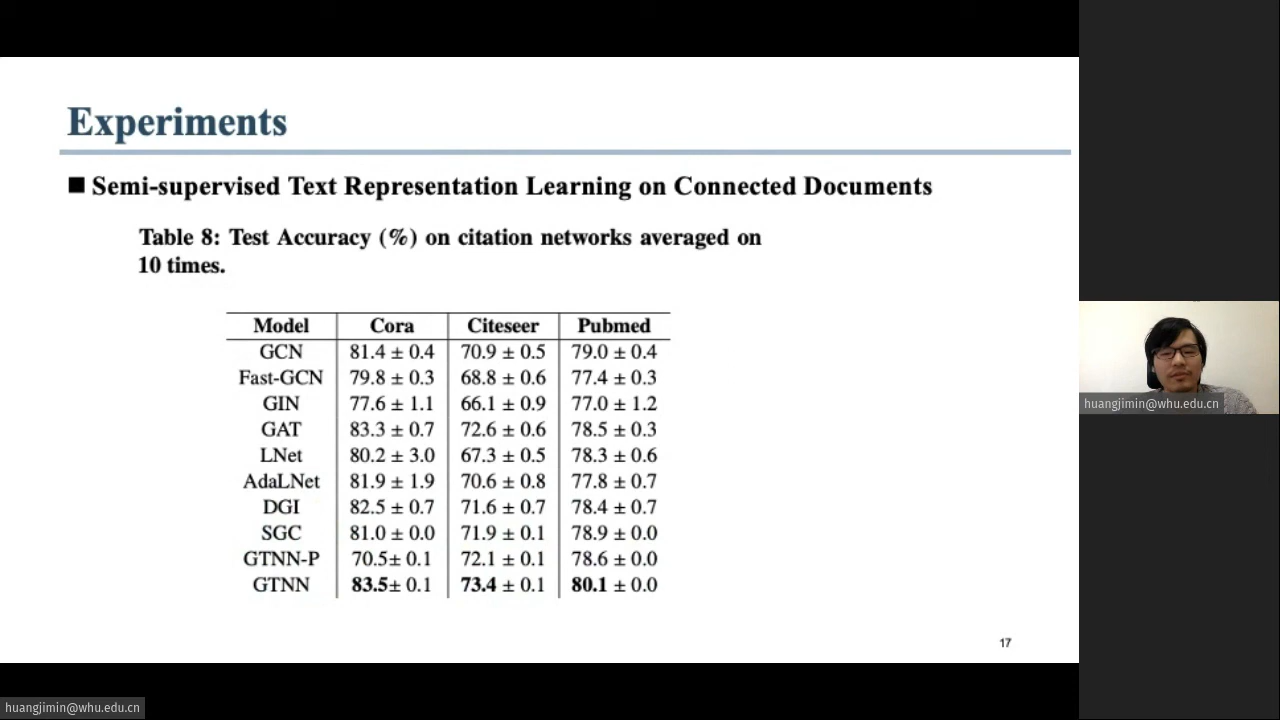 Experiments
■ Semi-supervised Text Representation Learning on Connected Documents
Table 8: Test Accuracy (%) on citation networks averaged on
10 times.
Model Cora Citeseer Pubmed
GCN 81.4 ± 0.4 70.9 ± 0.5 79.0 ± 0.4
Fast-GCN 79.8 ± 0.3 68.8 ± 0.6 77.4 ± 0.3
GIN 77.6 ± 1.1 66.1 ± 0.9 77.0 ± 1.2
GAT 83.3 ± 0.7 72.6 ± 0.6 78.5 ± 0.3
LNet 80.2 ± 3.0 67.3 ± 0.5 78.3 ± 0.6
AdaLNet 81.9 ± 1.9 70.6 ± 0.8 77.8 ± 0.7
DGI 82.5 ± 0.7 71.6 ± 0.7 78.4 ± 0.7
SGC 81.0 ± 0.0 71.9 ± 0.1 78.9 ± 0.0
GTNN-P 70.5± 0.1 72.1 ± 0.1 78.6 ± 0.0
GTNN 83.5± 0.1 73.4 ± 0.1 80.1 ± 0.0
17
huangjimin@whu.edu.cn
huangjimin@whu.edu.cn